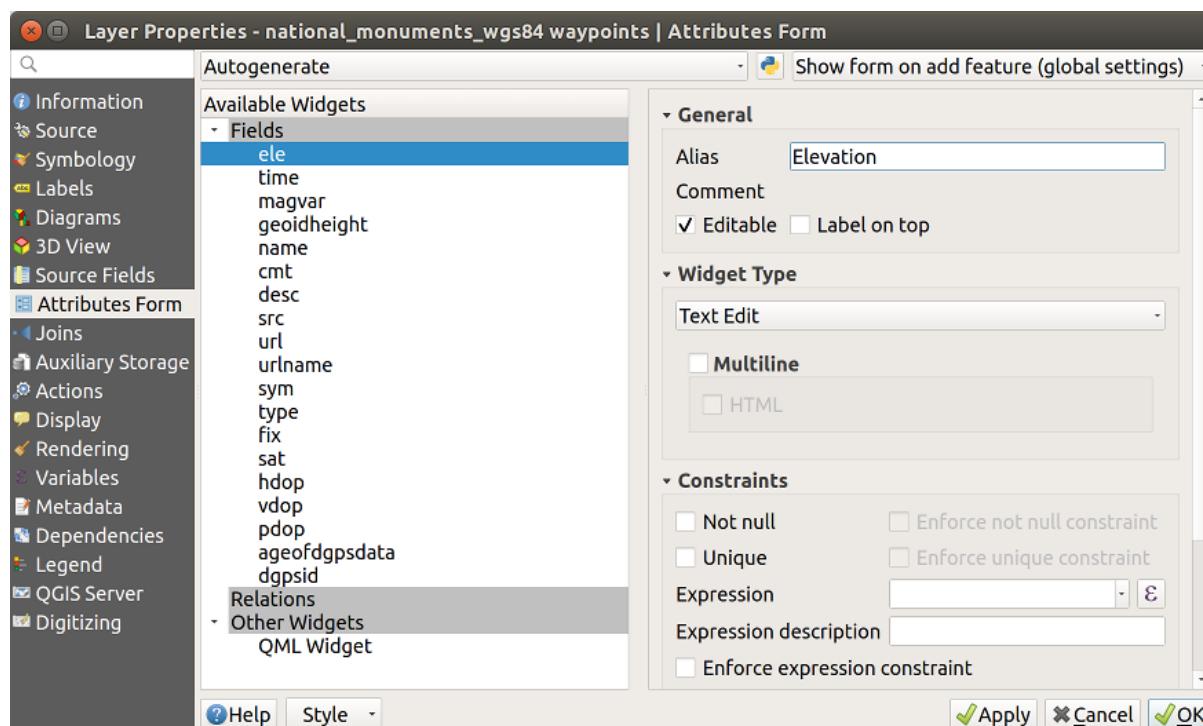 Layer Properties - national_monuments_wgs84 waypoints | Attributes Form
Autogenerate
Show form on add feature (global settings)
Information
Source
Symbology
abc
Labels
Diagrams
3D View
Source Fields
Attributes Form
Joins
Auxiliary Storage
Actions
Display
Rendering
Variables
Metadata
Dependencies
Legend
QGIS Server
Digitizing
Available Widgets
Fields
ele
time
magvar
geoidheight
name
cmt
desc
src
url
urlname
sym
type
fix
sat
hdop
vdop
pdop
ageofdgpsdata
dgpsid
Relations
Other Widgets
QML Widget
General
Alias Elevation
Comment
Editable Label on top
Widget Type
Text Edit
Multiline
HTML
Constraints
Not null Enforce not null constraint
Unique Enforce unique constraint
Expression ε
Expression description
Enforce expression constraint
Help Style Apply Cancel OK